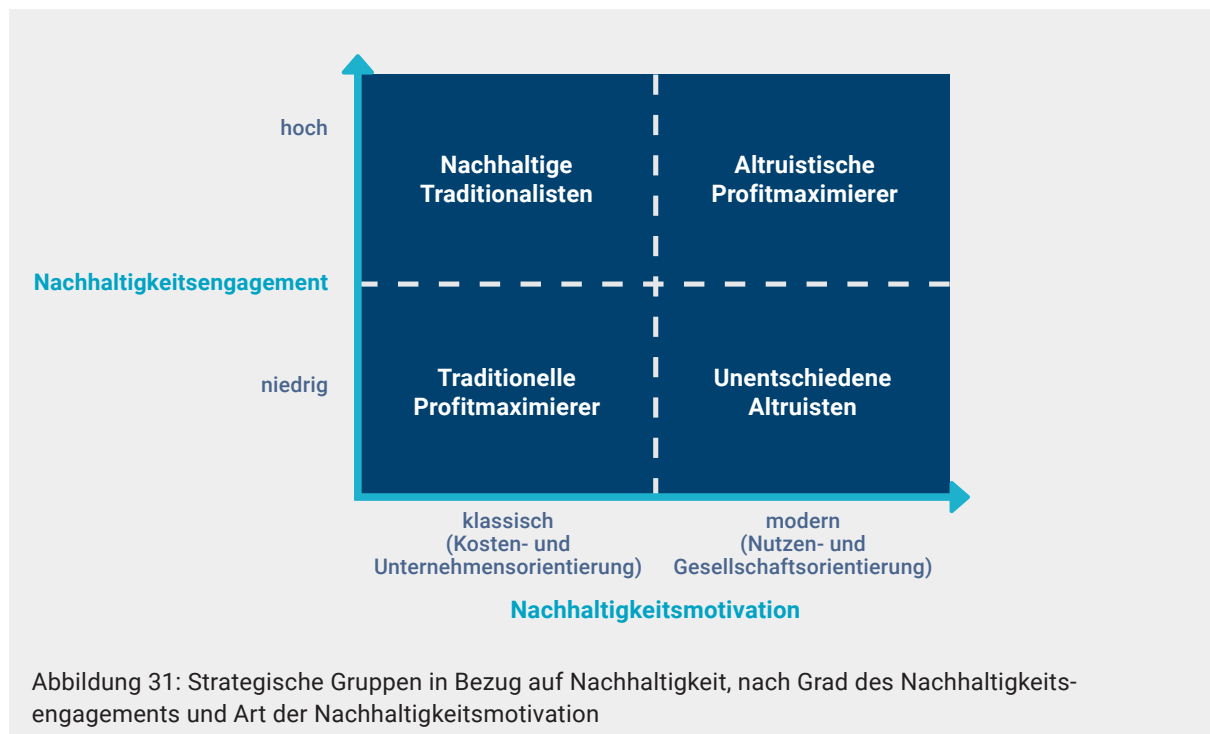 hoch
Nachhaltige
Traditionalisten
Altruistische
Profitmaximierer
Nachhaltigkeitsengagement
niedrig
Traditionelle
Profitmaximierer
Unentschiedene
Altruisten
klassisch
(Kosten- und
Unternehmensorientierung)
modern
(Nutzen- und
Gesellschaftsorientierung)
Nachhaltigkeitsmotivation
Abbildung 31: Strategische Gruppen in Bezug auf Nachhaltigkeit, nach Grad des Nachhaltigkeits-
engagements und Art der Nachhaltigkeitsmotivation